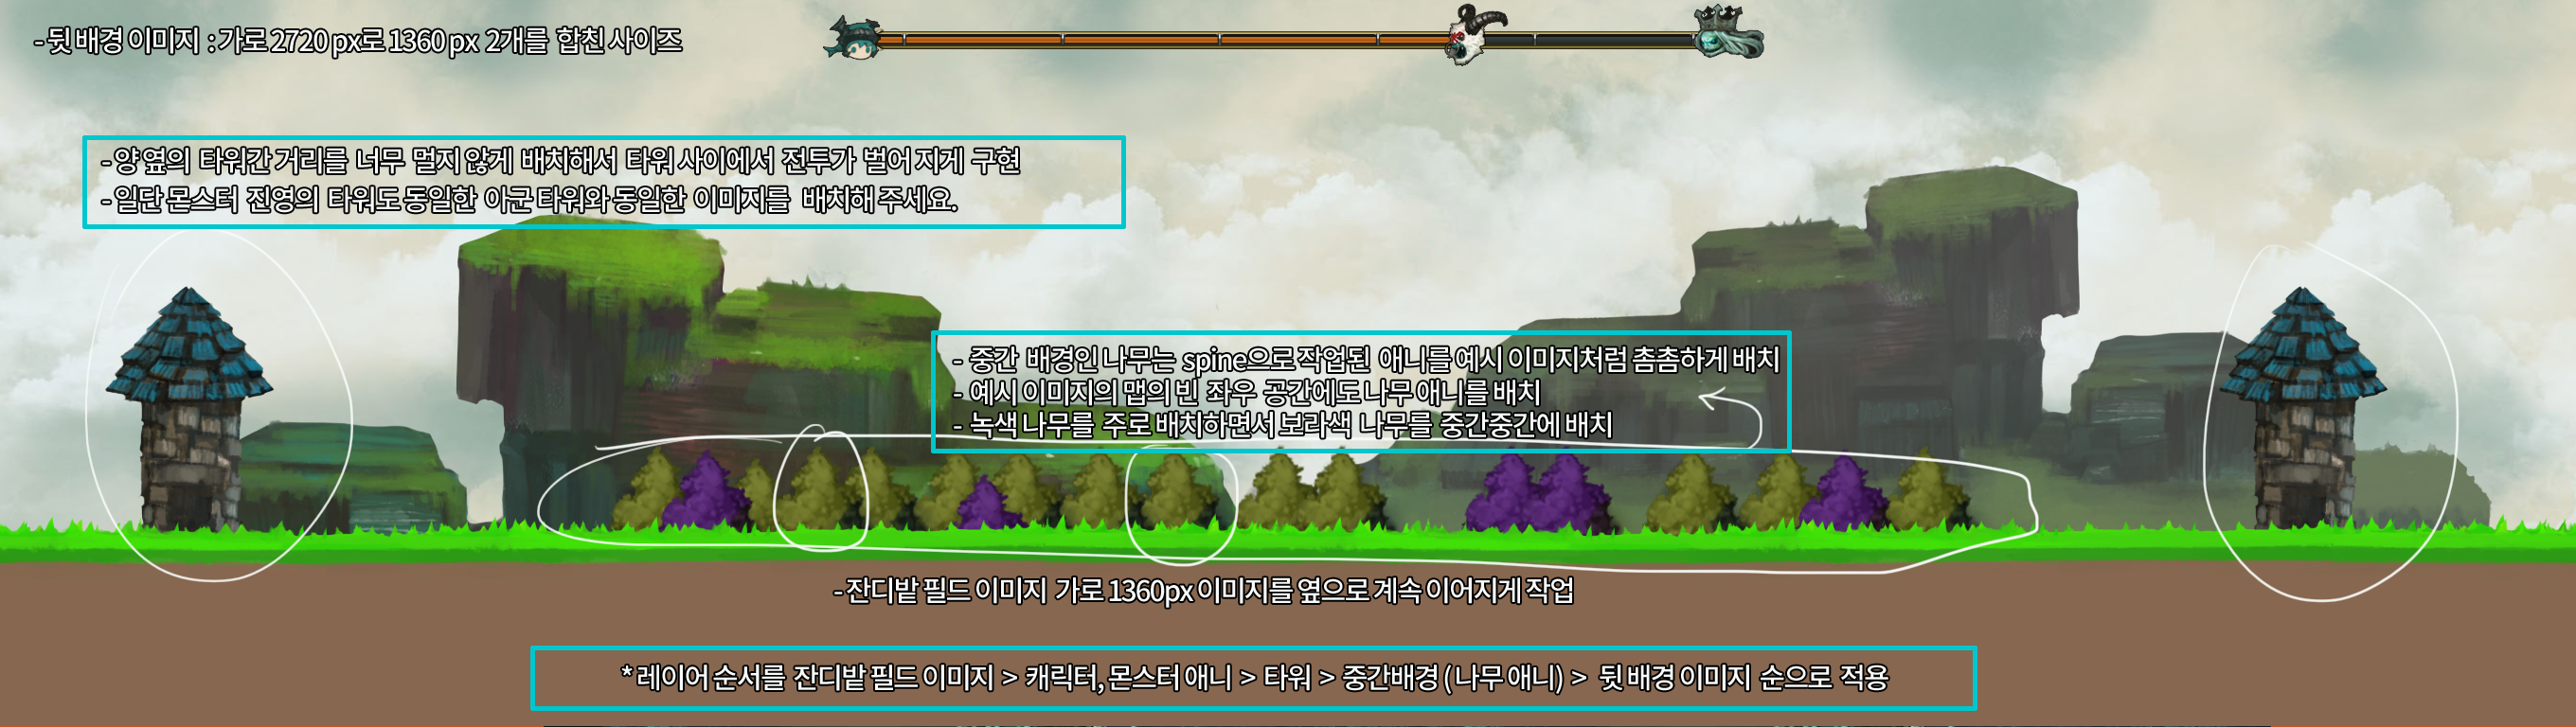 - 뒷 배경 이미지 : 가로 2720px로 1360px 2개를 합친 사이즈
- 양 옆의 타워간 거리를 너무 멀지 않게 배치해서 타워 사이에서 전투가 벌어 지게 구현
- 일단 몬스터 진영의 타워도 동일한 아군 타워와 동일한 이미지를 배치해 주세요.
- 중간 배경인 나무는 spine으로 작업된 애니를 예시 이미지처럼 촘촘하게 배치
- 예시 이미지의 맵의 빈 좌우 공간에도 나무 애니를 배치
- 녹색 나무를 주로 배치하면서 보라색 나무를 중간중간에 배치
- 잔디밭 필드 이미지 가로 1360px 이미지를 옆으로 계속 이어지게 작업
* 레이어 순서를 잔디밭 필드 이미지 > 캐릭터, 몬스터 애니 > 타워 > 중간배경 ( 나무 애니) > 뒷 배경 이미지 순으로 적용